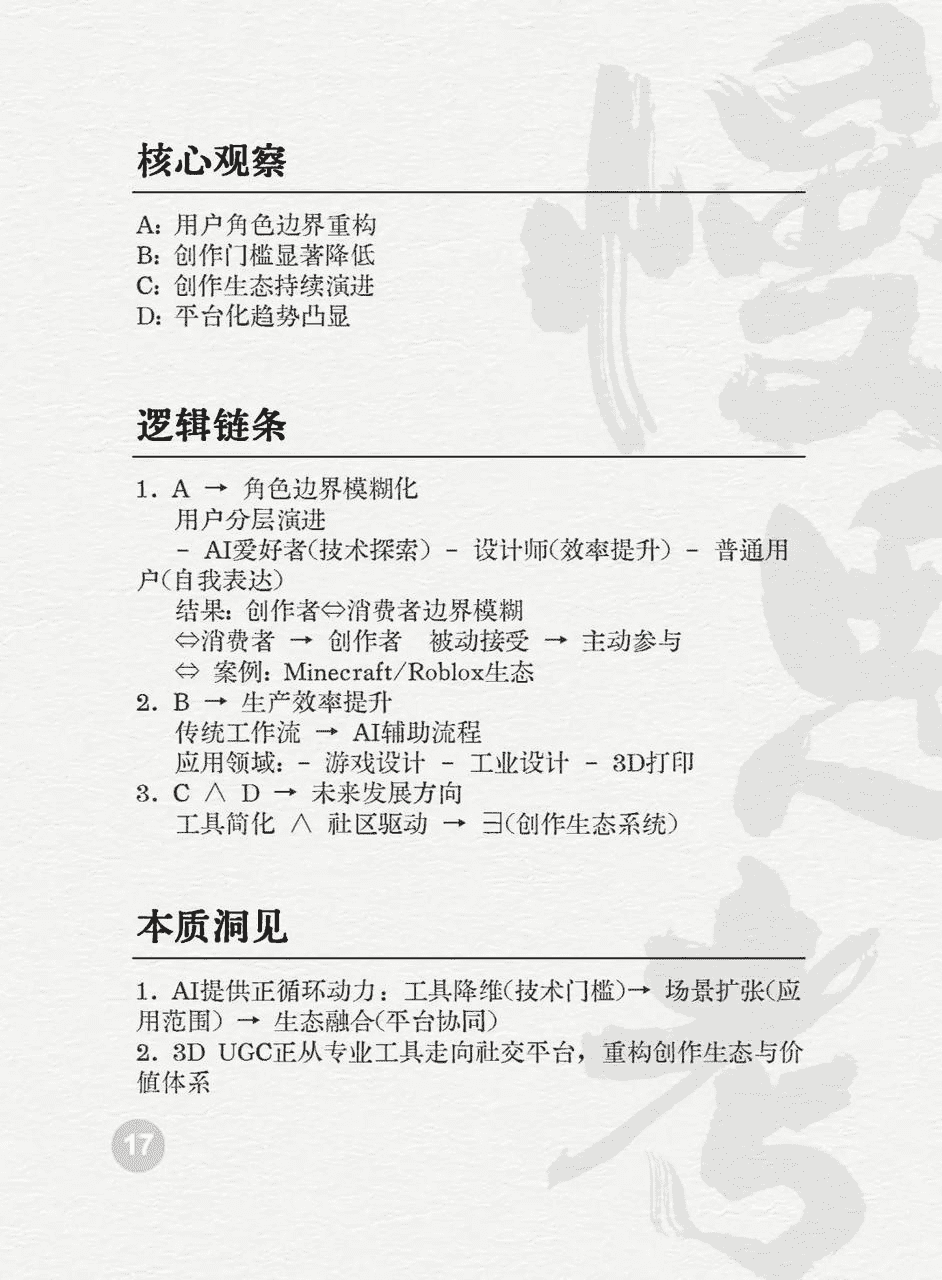 核心观察
A: 用户角色边界重构
B: 创作门槛显著降低
C: 创作生态持续演进
D: 平台化趋势凸显
逻辑链条
1. A → 角色边界模糊化
用户分层演进
- AI爱好者(技术探索) - 设计师(效率提升) - 普通用
户(自我表达)
结果: 创作者⇔消费者边界模糊
⇔消费者 → 创作者 被动接受 → 主动参与
⇔ 案例: Minecraft/Roblox生态
2. B → 生产效率提升
传统工作流 → AI辅助流程
应用领域: - 游戏设计 - 工业设计 - 3D打印
3. C ∧ D → 未来发展方向
工具简化 ∧ 社区驱动 → ∃(创作生态系统)
本质洞见
1. AI提供正循环动力: 工具降维(技术门槛)→ 场景扩张(应
用范围) → 生态融合(平台协同)
2. 3D UGC正从专业工具走向社交平台，重构创作生态与价
值体系
17
慢思考